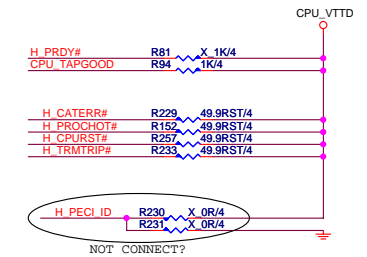 CPU_VTTD
H_PRDY# R81 X_1K/4
CPU_TAPGOOD R94 1K/4
H_CATERR# R229 49.9RST/4
H_PROCHOT# R152 49.9RST/4
H_CPURST# R257 49.9RST/4
H_TRMTRIP# R233 49.9RST/4
H_PECI_ID R230 X_0R/4
R231 X_0R/4
NOT CONNECT?